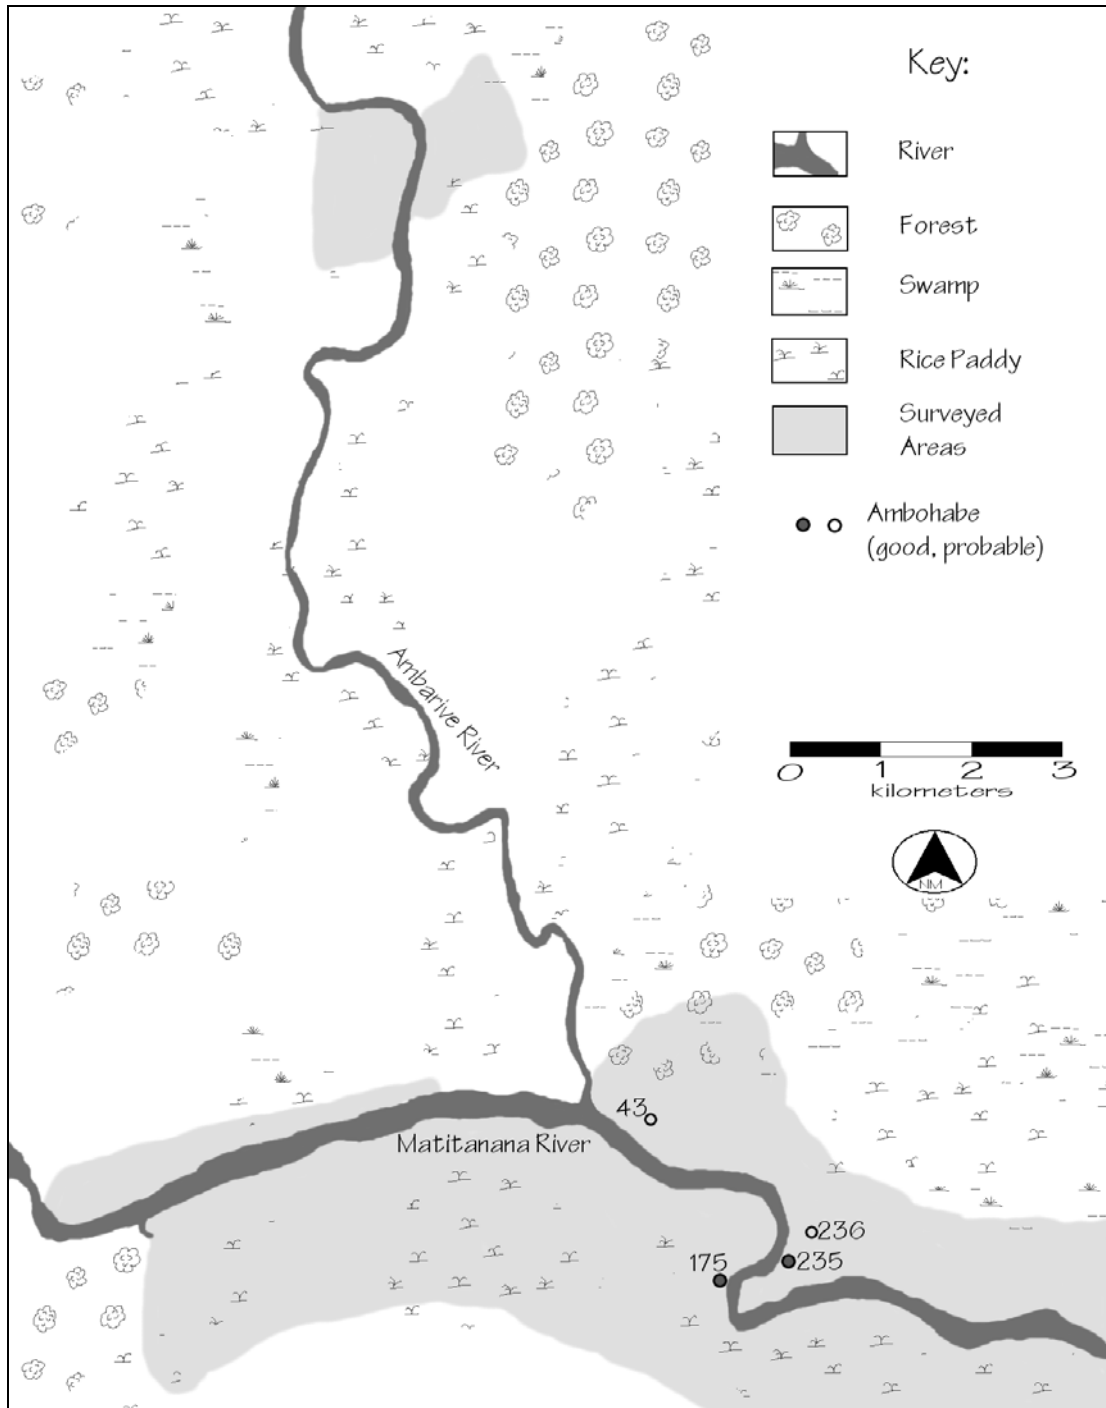 Key:
River
Forest
Swamp
Rice Paddy
Surveyed
Areas
Ambohabe
(good, probable)
Ambarive River
0 1 2 3
kilometers
NM
43
Matitanana River
236
235
175